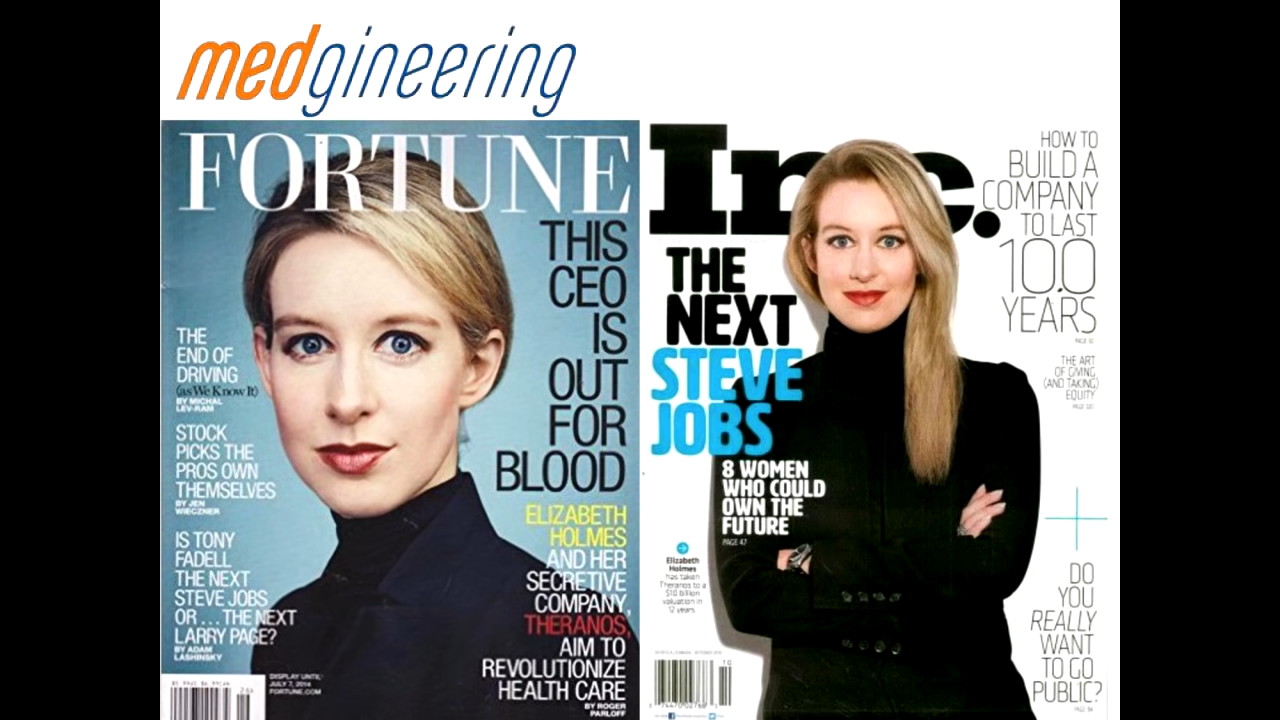 medgineering
FORTUNE
THIS
CEO
IS
OUT
FOR
BLOOD
ELIZABETH
HOLMES
AND HER
SECRETIVE
COMPANY,
THERANOS,
AIM TO
REVOLUTIONIZE
HEALTH CARE
BY ROGER
PARLOFF
THE
END OF
DRIVING
(as We Know It)
BY MICHAL
LEV-RAM
STOCK
PICKS THE
PROS OWN
THEMSELVES
BY JEN
WIECZNER
IS TONY
FADELL
THE NEXT
STEVE JOBS
OR ... THE NEXT
LARRY PAGE?
BY ADAM
LASHINSKY
DISPLAY UNTIL
JULY 7, 2014
FORTUNE.COM
Inc.
THE
NEXT
STEVE
JOBS
8 WOMEN
WHO COULD
OWN THE
FUTURE
PAGE 47
Elizabeth
Holmes
has taken
Theranos to a
$10 billion
valuation in
12 years
HOW TO
BUILD A
COMPANY
TO LAST
100
YEARS
THE ART
OF GIVING
(AND TAKING)
EQUITY
DO
YOU
REALLY
WANT
TO GO
PUBLIC?